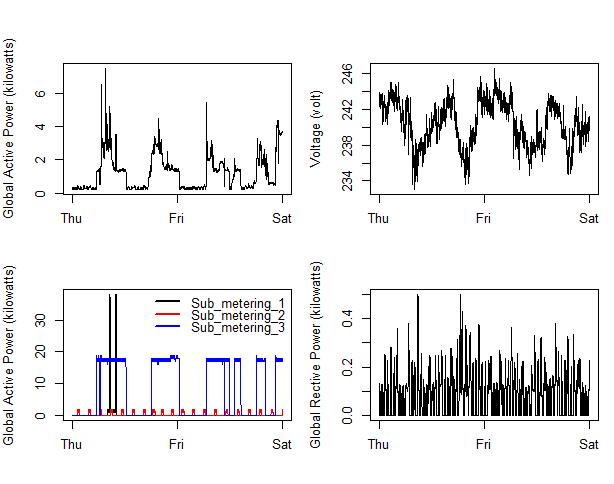 Global Active Power (kilowatts)
6
4
2
0
Thu
Fri
Sat
Voltage (volt)
246
242
238
234
Thu
Fri
Sat
Global Active Power (kilowatts)
30
20
10
0
Sub_metering_1
Sub_metering_2
Sub_metering_3
Thu
Fri
Sat
Global Rective Power (kilowatts)
0.4
0.2
0.0
Thu
Fri
Sat